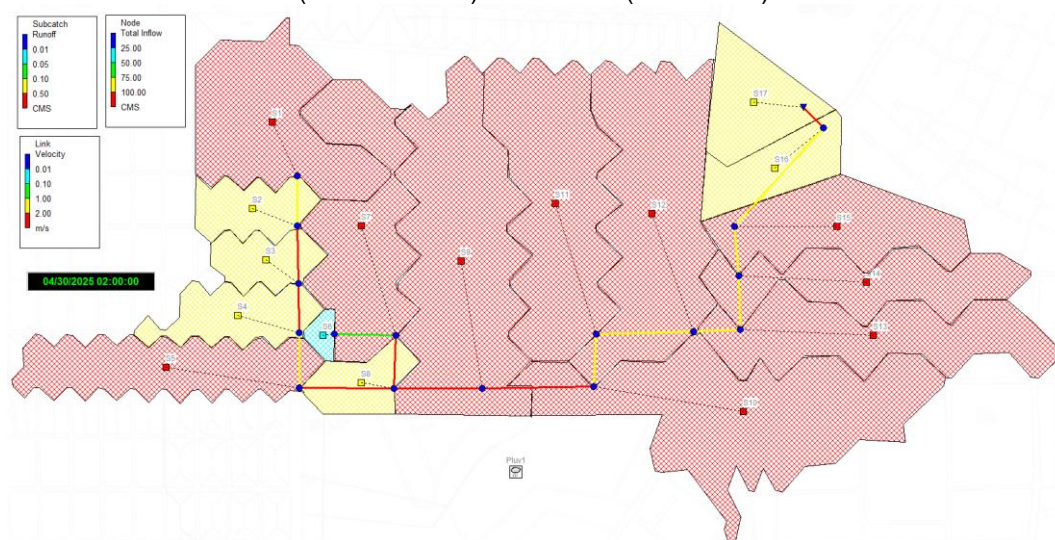 Subcatch
Runoff
0.01
0.05
0.10
0.50
CMS
Node
Total Inflow
25.00
50.00
75.00
100.00
CMS
Link
Velocity
0.01
0.10
1.00
2.00
m/s
04/30/2025 02:00:00
S17
S1
S16
S2
S11
S12
S7
S15
S3
S14
S4
S6
S13
S5
S8
S10
Pluv1